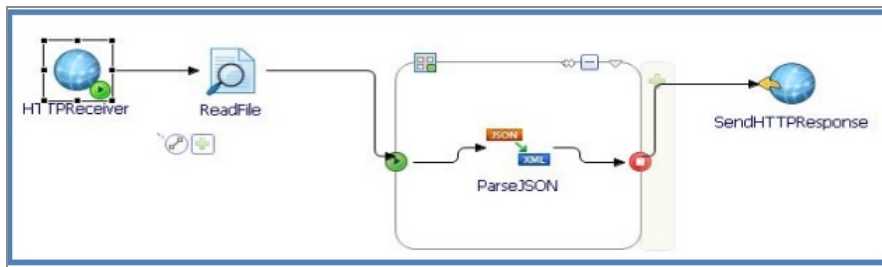 HTTPReceiver
ReadFile
JSON
XML
ParseJSON
SendHTTPResponse